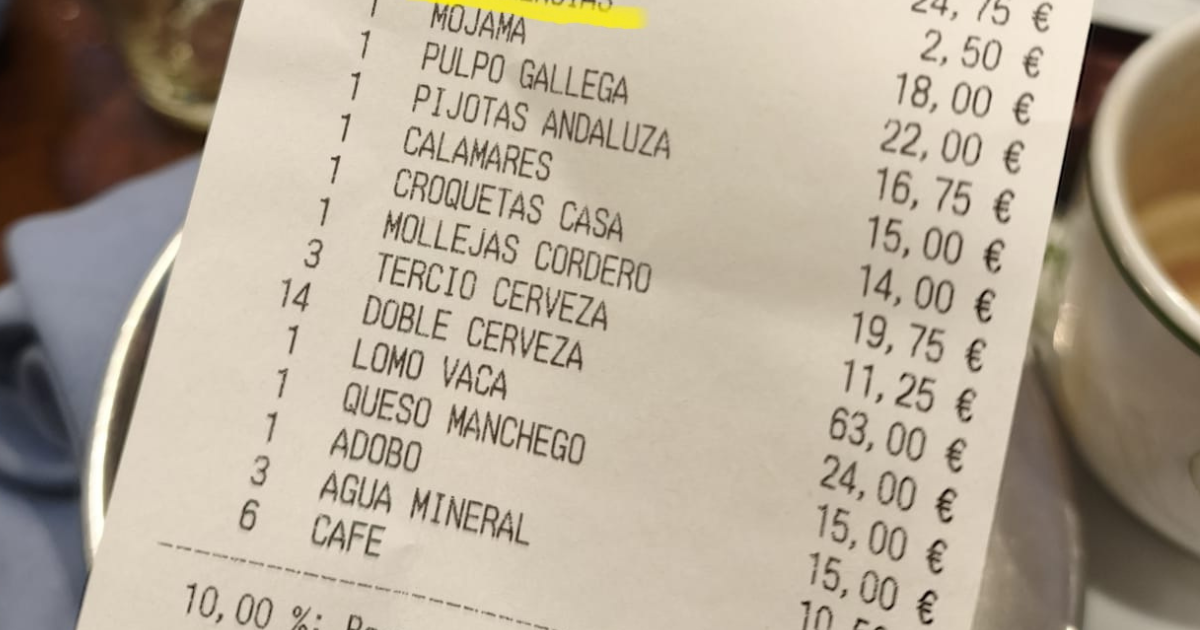 24,75 €
2,50 €
1 MOJAMA 18,00 €
1 PULPO GALLEGA 22,00 €
1 PIJOTAS ANDALUZA 16,75 €
1 CALAMARES 15,00 €
1 CROQUETAS CASA 14,00 €
1 MOLLEJAS CORDERO 19,75 €
3 TERCIO CERVEZA 11,25 €
14 DOBLE CERVEZA 63,00 €
1 LOMO VACA 24,00 €
1 QUESO MANCHEGO 15,00 €
1 ADOBO 15,00 €
3 AGUA MINERAL
6 CAFE
10,00 %: